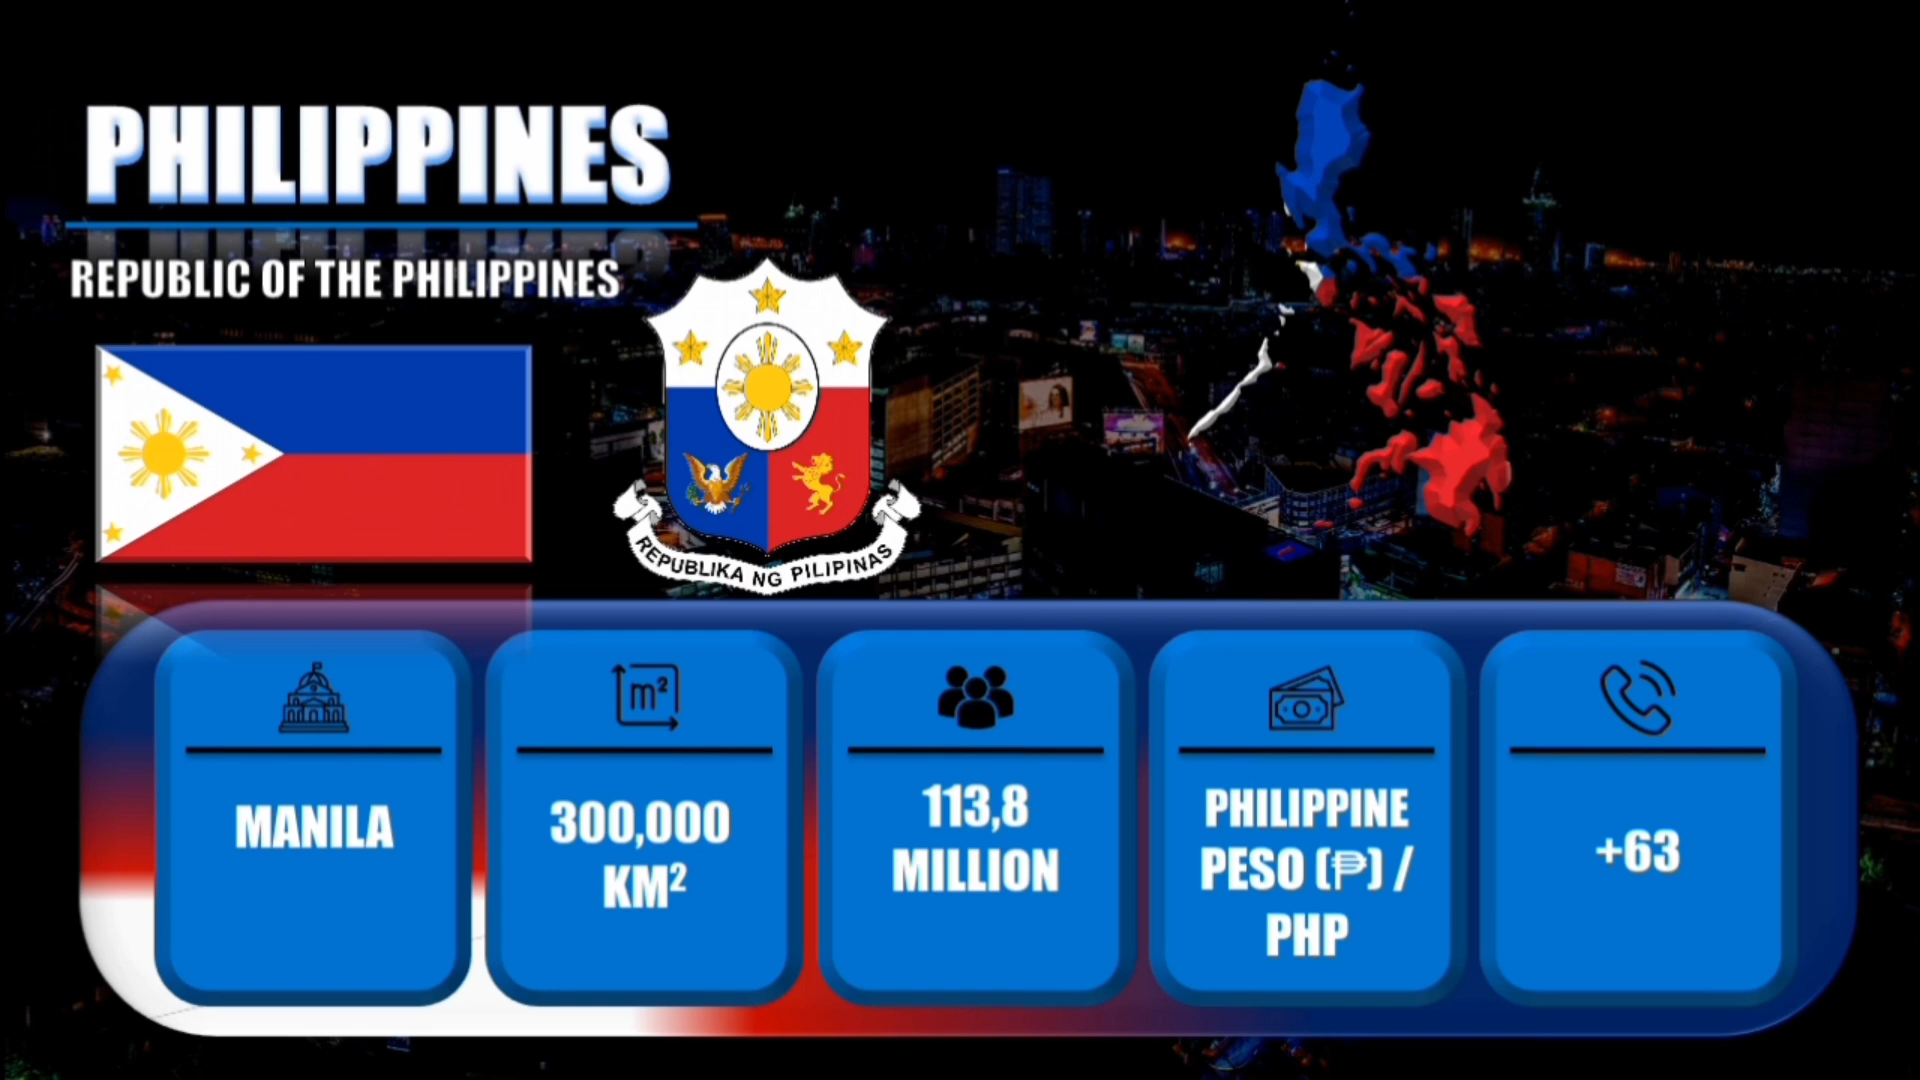 PHILIPPINES
REPUBLIC OF THE PHILIPPINES
REPUBLIKA NG PILIPINAS
m²
MANILA
300,000
KM²
113,8
MILLION
PHILIPPINE
PESO (₱) /
PHP
+63